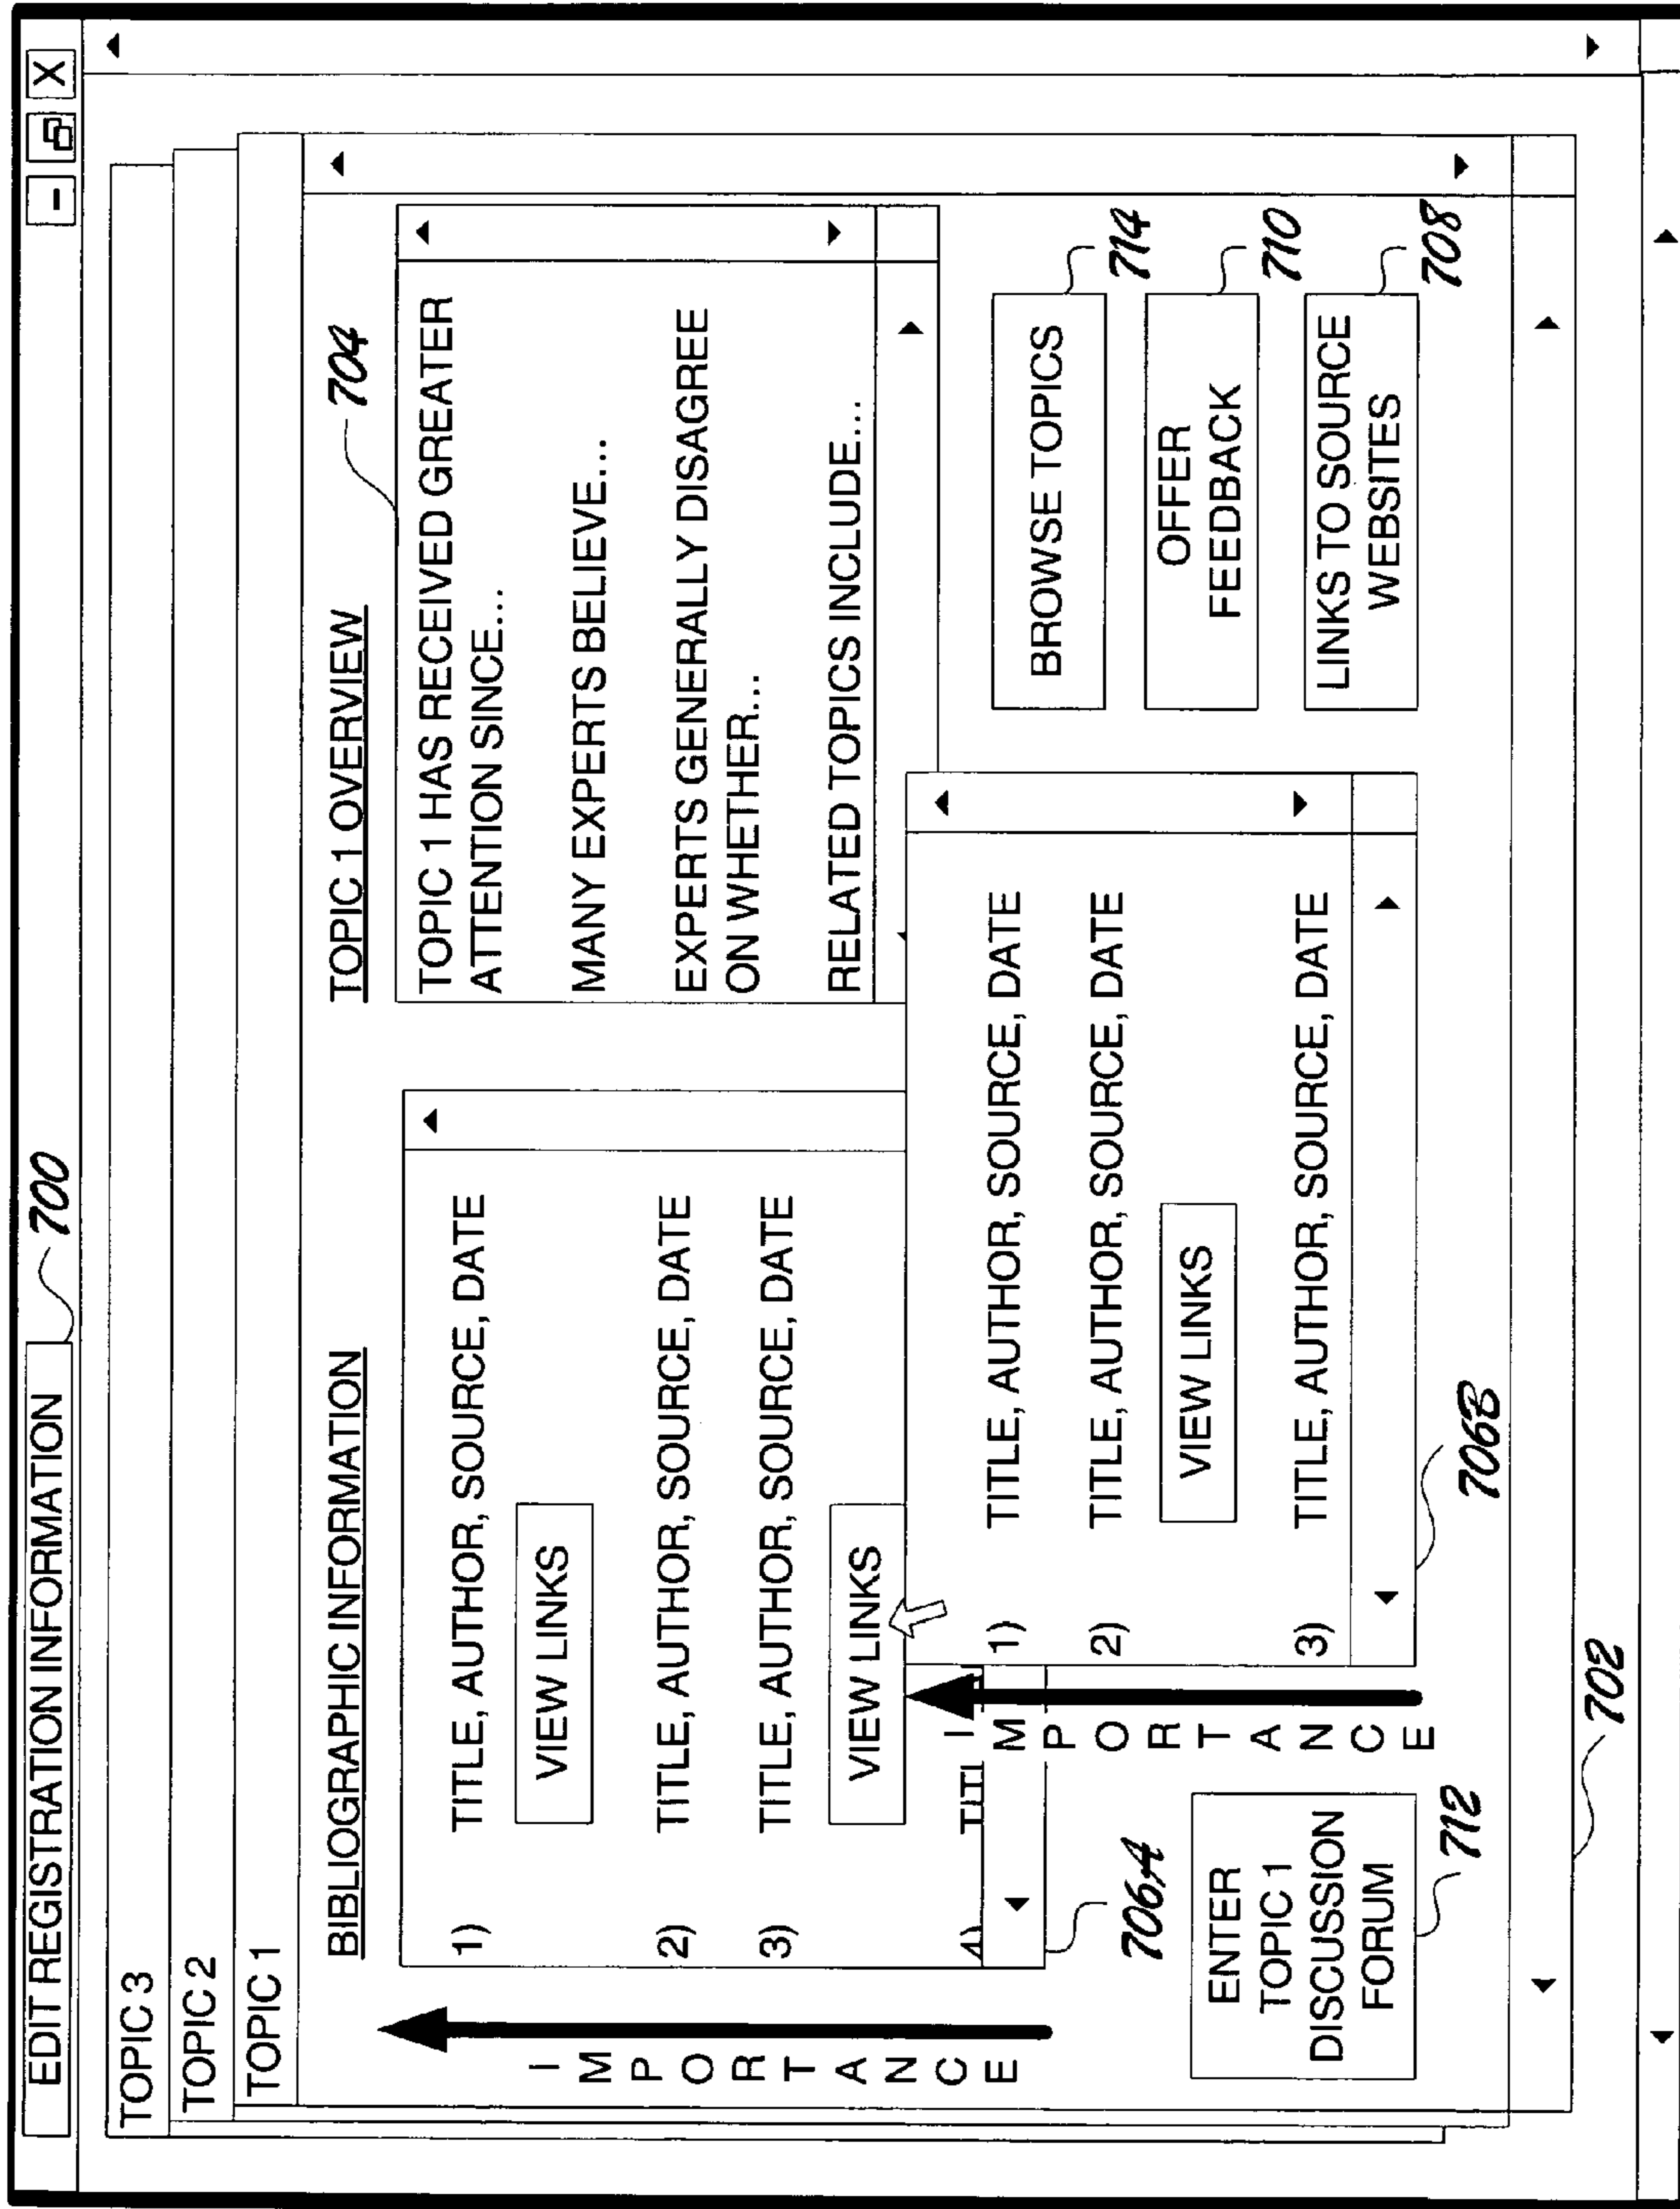 EDIT REGISTRATION INFORMATION
700
X
TOPIC 3
TOPIC 2
TOPIC 1
BIBLIOGRAPHIC INFORMATION
1) TITLE, AUTHOR, SOURCE, DATE
VIEW LINKS
2) TITLE, AUTHOR, SOURCE, DATE
3) TITLE, AUTHOR, SOURCE, DATE
VIEW LINKS
4)
IMPORTANCE
706A
TOPIC 1 OVERVIEW
704
TOPIC 1 HAS RECEIVED GREATER
ATTENTION SINCE...
MANY EXPERTS BELIEVE...
EXPERTS GENERALLY DISAGREE
ON WHETHER...
RELATED TOPICS INCLUDE...
IMPORTANCE
1) TITLE, AUTHOR, SOURCE, DATE
2) TITLE, AUTHOR, SOURCE, DATE
VIEW LINKS
3) TITLE, AUTHOR, SOURCE, DATE
706B
BROWSE TOPICS
714
OFFER
FEEDBACK
710
LINKS TO SOURCE
WEBSITES
708
ENTER
TOPIC 1
DISCUSSION
FORUM
712
702